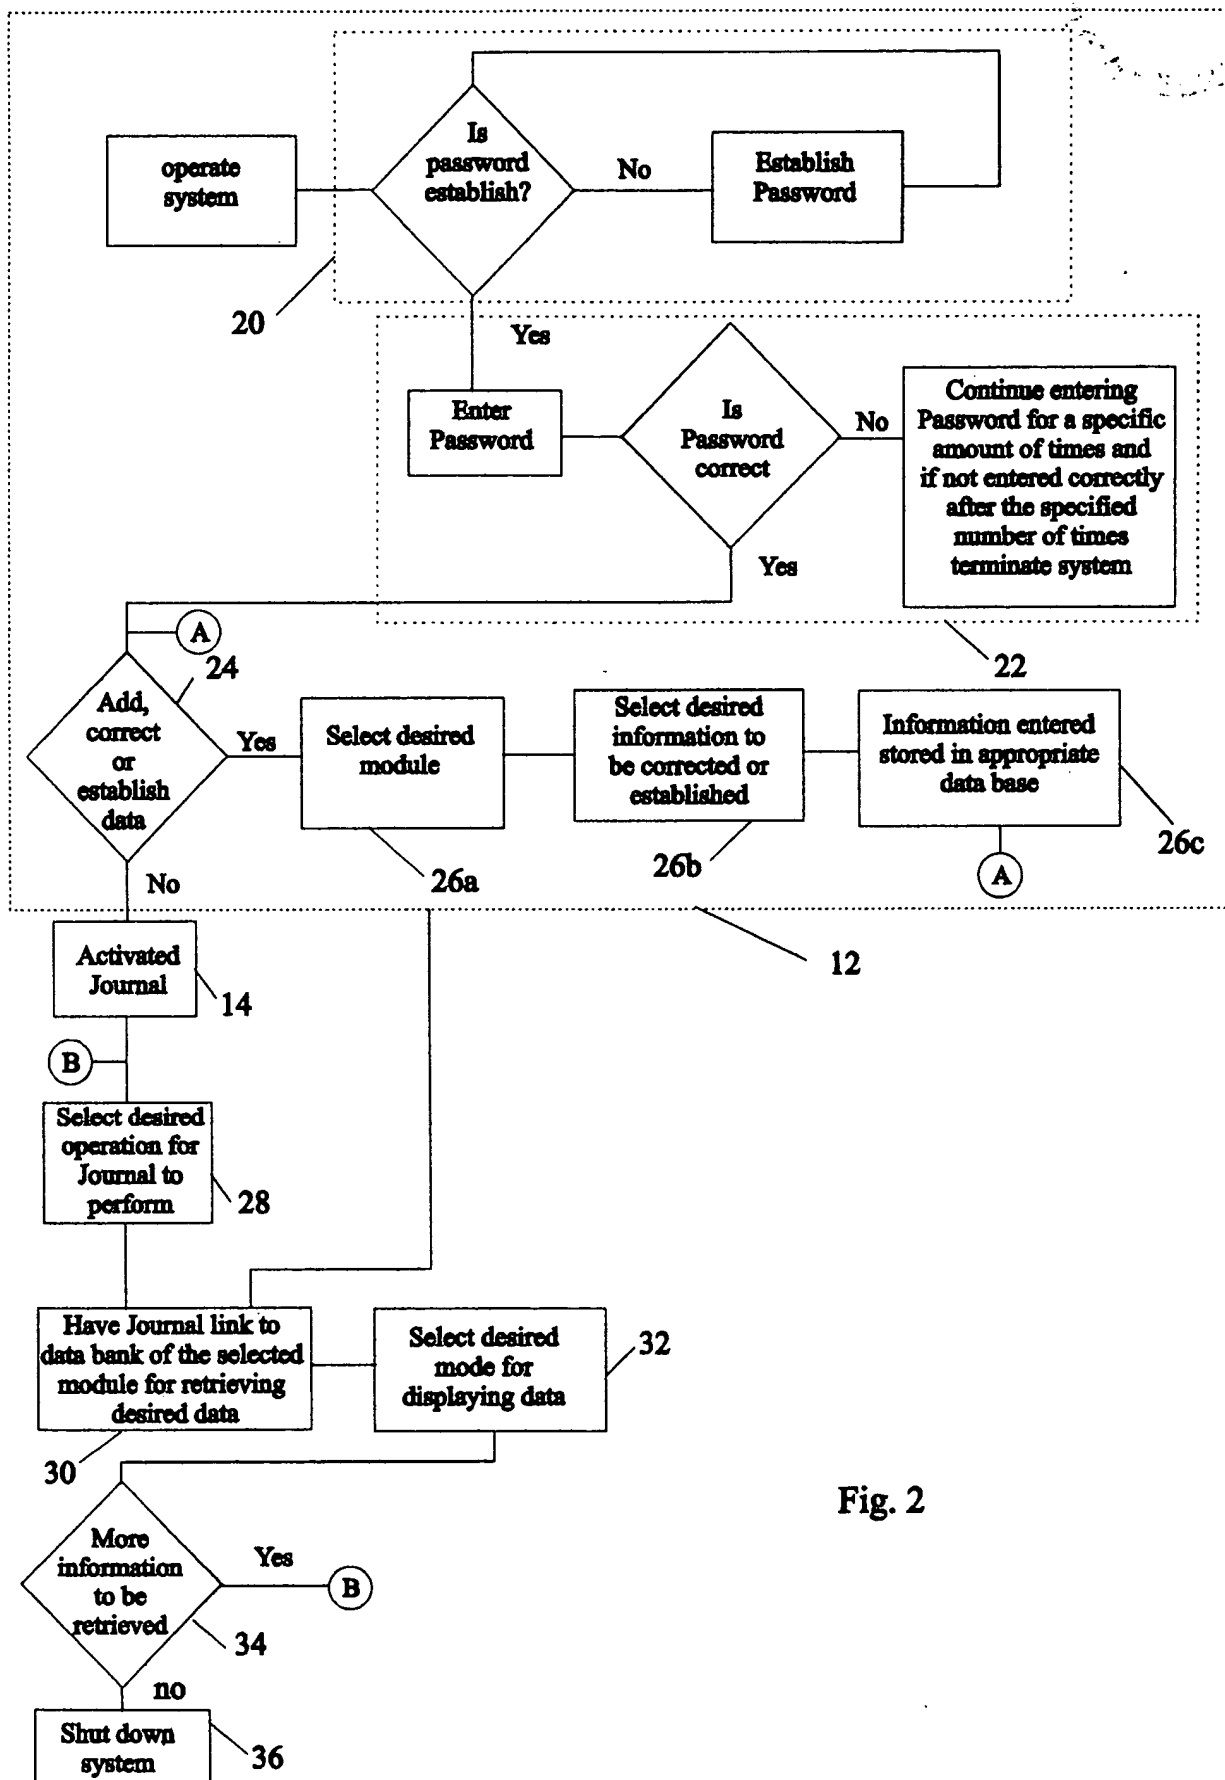 operate
system
Is
password
establish?
No
Establish
Password
20
Yes
Enter
Password
Is
Password
correct
No
Continue entering
Password for a specific
amount of times and
if not entered correctly
after the specified
number of times
terminate system
Yes
22
A
24
Add,
correct
or
establish
data
Yes
Select desired
module
26a
Select desired
information to
be corrected or
established
26b
Information entered
stored in appropriate
data base
26c
A
No
12
Activated
Journal
14
B
Select desired
operation for
Journal to
perform
28
Have Journal link to
data bank of the selected
module for retrieving
desired data
30
Select desired
mode for
displaying data
32
Fig. 2
More
information
to be
retrieved
Yes
B
34
no
Shut down
system
36